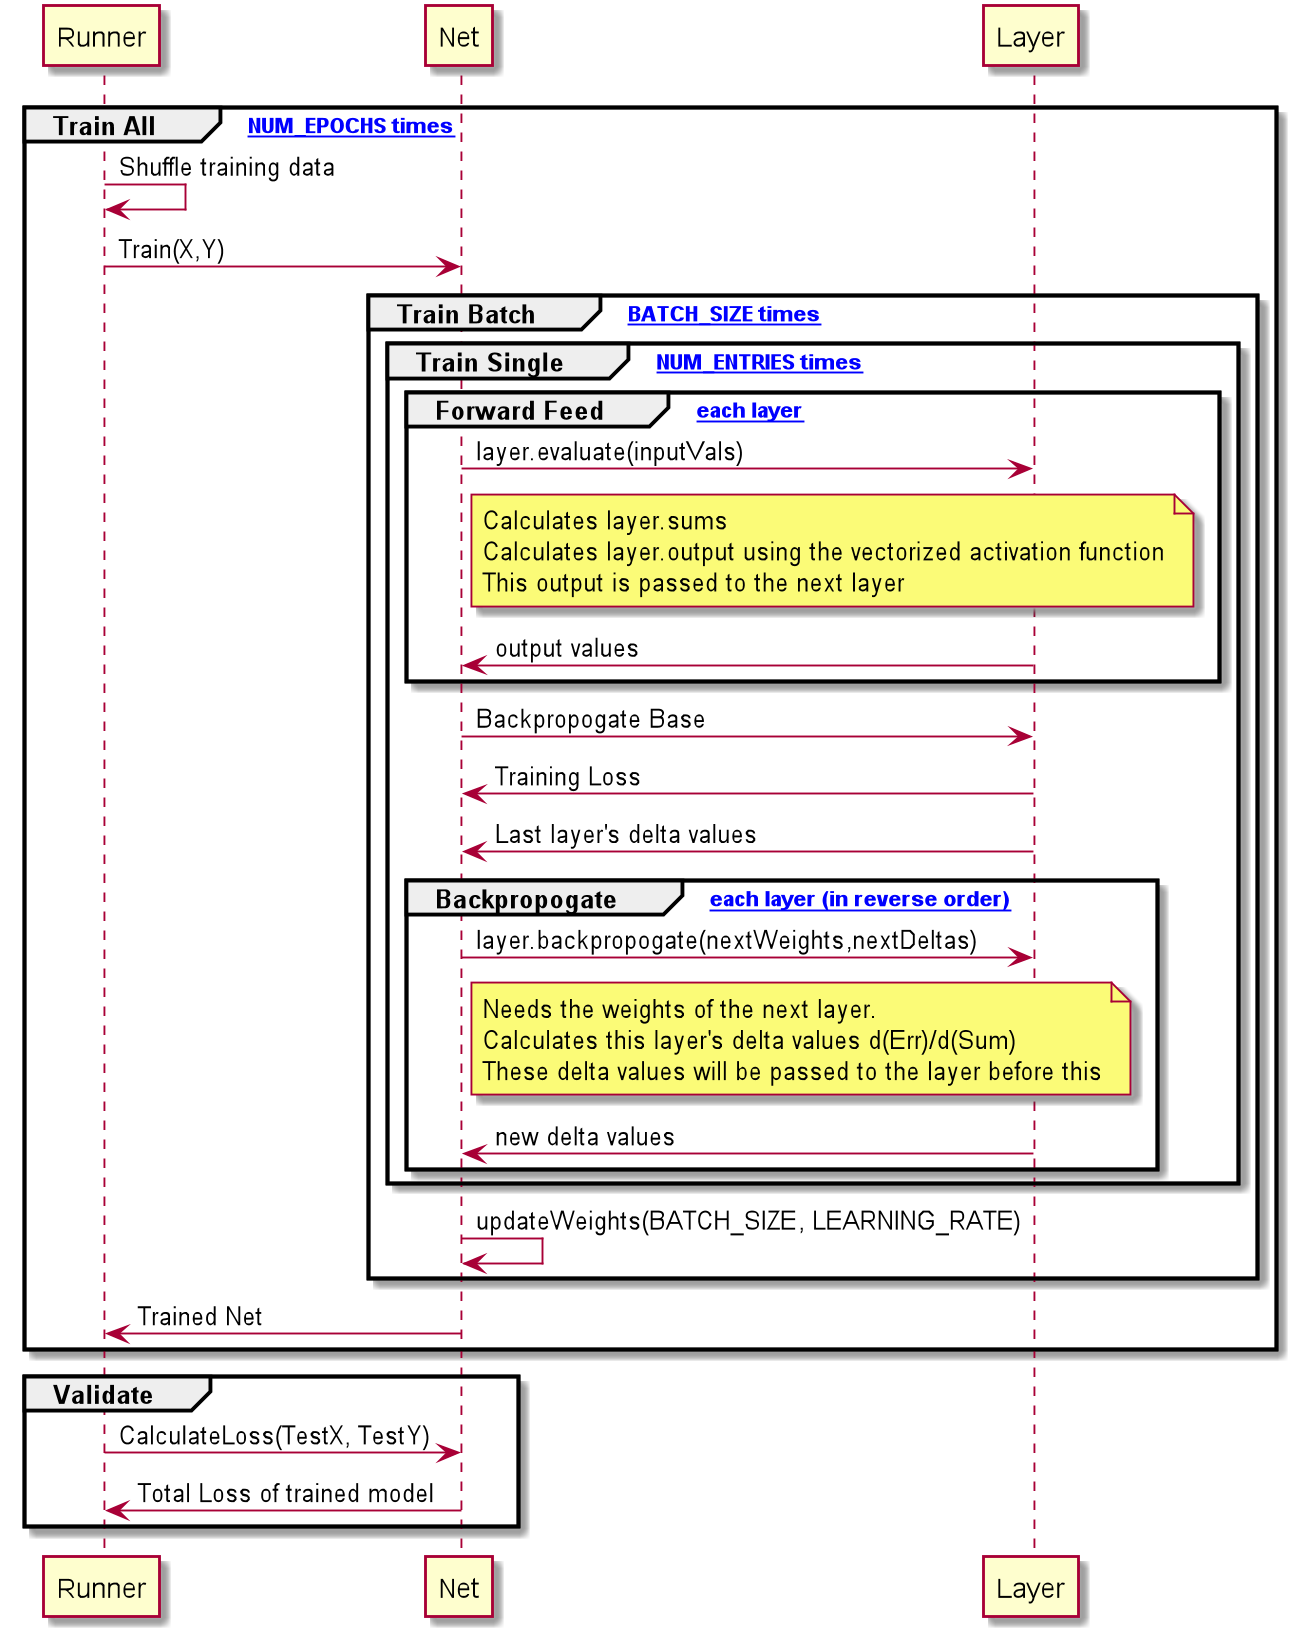 Runner
Net
Layer
Train All
NUM_EPOCHS times
Shuffle training data
Train(X,Y)
Train Batch
BATCH_SIZE times
Train Single
NUM_ENTRIES times
Forward Feed
each layer
layer.evaluate(inputVals)
Calculates layer.sums
Calculates layer.output using the vectorized activation function
This output is passed to the next layer
output values
Backpropogate Base
Training Loss
Last layer's delta values
Backpropogate
each layer (in reverse order)
layer.backpropogate(nextWeights,nextDeltas)
Needs the weights of the next layer.
Calculates this layer's delta values d(Err)/d(Sum)
These delta values will be passed to the layer before this
new delta values
updateWeights(BATCH_SIZE, LEARNING_RATE)
Trained Net
Validate
CalculateLoss(TestX, TestY)
Total Loss of trained model
Runner
Net
Layer